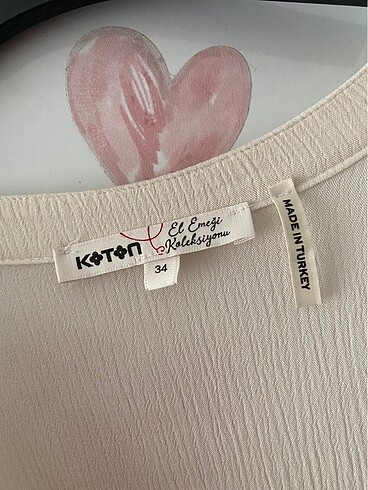 El Emeği
Koleksiyonu
KOTON
34
MADE IN TURKEY